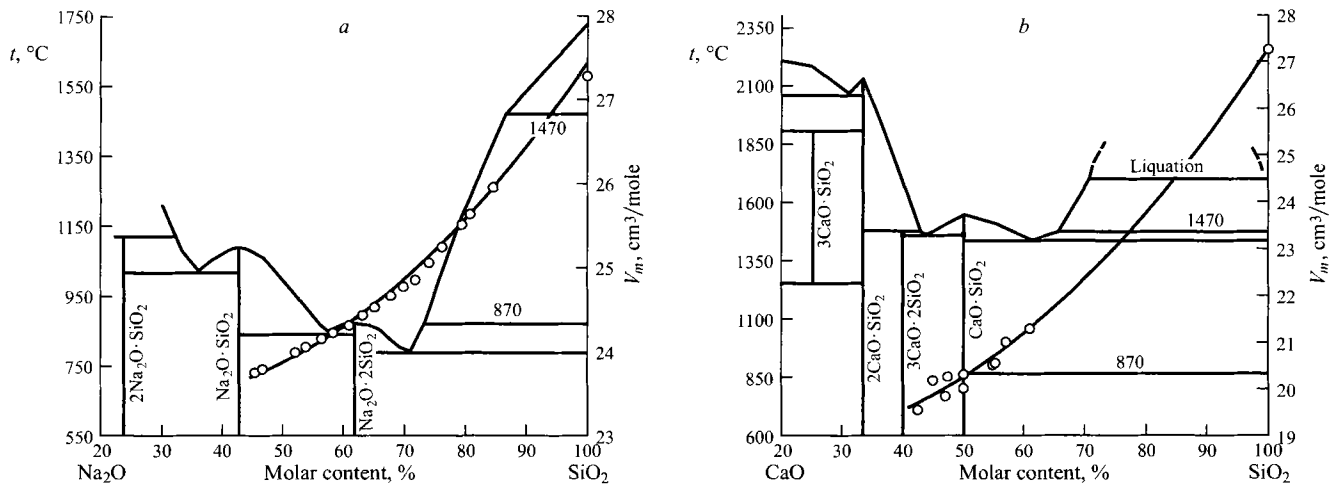 a
t, °C
1750
1550
1350
1150
950
750
550
28
27
26
25
24
23
V_m, cm³/mole
1470
870
2Na₂O·SiO₂
Na₂O·SiO₂
Na₂O·2SiO₂
20 30 40 50 60 70 80 90 100
Na₂O Molar content, % SiO₂
b
t, °C
2350
2100
1850
1600
1350
1100
850
600
28
27
26
25
24
23
22
21
20
19
V_m, cm³/mole
Liquation
1470
870
3CaO·SiO₂
2CaO·SiO₂
3CaO·2SiO₂
CaO·SiO₂
20 30 40 50 60 70 80 90 100
CaO Molar content, % SiO₂